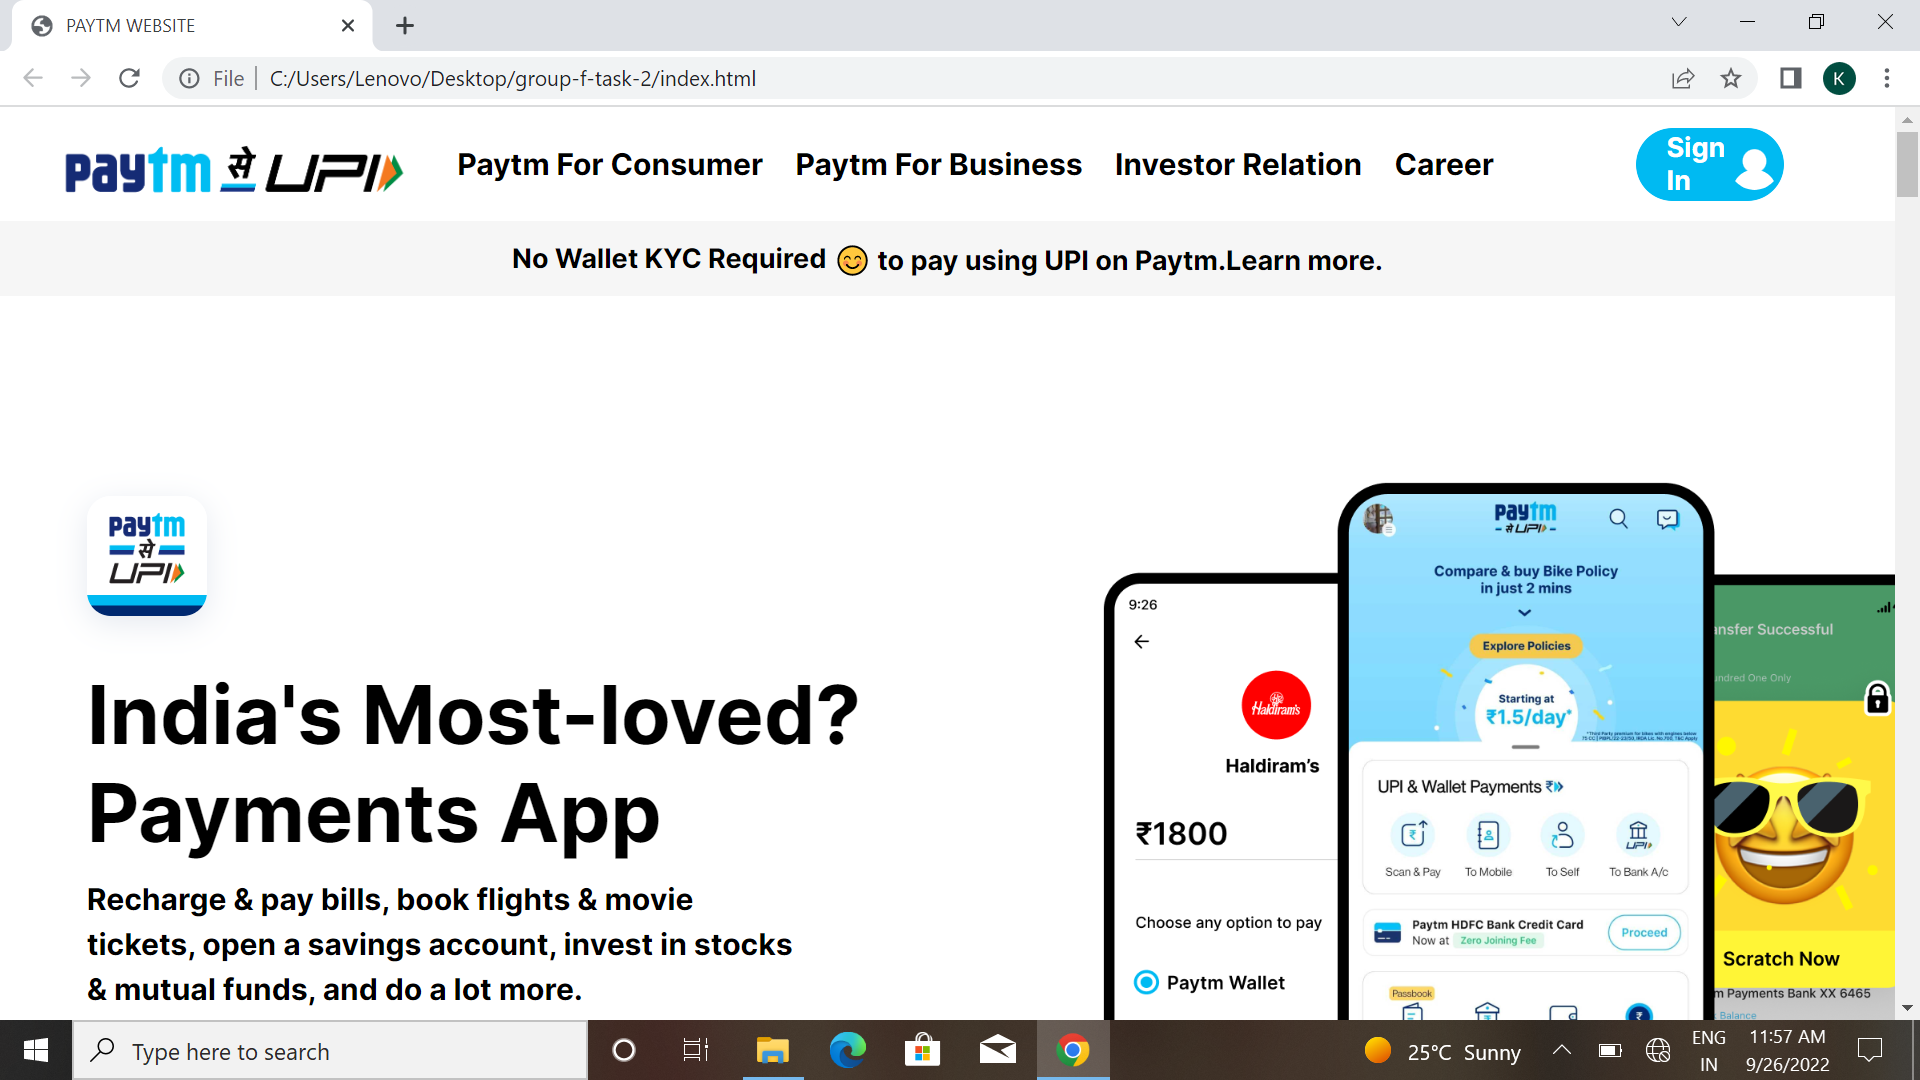 PAYTM WEBSITE
File C:/Users/Lenovo/Desktop/group-f-task-2/index.html
K
paytm से UPI
Paytm For Consumer Paytm For Business Investor Relation Career
Sign
In
No Wallet KYC Required 😊 to pay using UPI on Paytm.Learn more.
paytm
से
UPI
India's Most-loved?
Payments App
Recharge & pay bills, book flights & movie
tickets, open a savings account, invest in stocks
& mutual funds, and do a lot more.
9:26
Haldiram's
Haldiram's
₹1800
Choose any option to pay
Paytm Wallet
paytm
से UPI
Compare & buy Bike Policy
in just 2 mins
Explore Policies
Starting at
₹1.5/day*
UPI & Wallet Payments
Scan & Pay To Mobile To Self To Bank A/c
UPI
Paytm HDFC Bank Credit Card
Now at Zero Joining Fee
Proceed
Passbook
ansfer Successful
undred One Only
Scratch Now
m Payments Bank XX 6465
Balance
Type here to search
25°C Sunny
ENG
IN
11:57 AM
9/26/2022